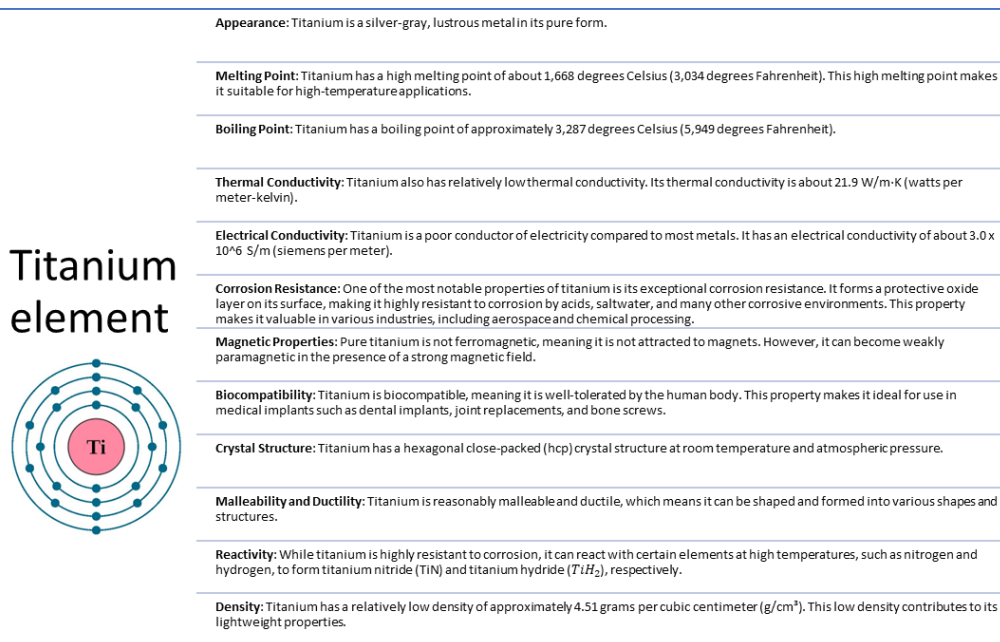 Titanium
element
Ti
Appearance: Titanium is a silver-gray, lustrous metal in its pure form.
Melting Point: Titanium has a high melting point of about 1,668 degrees Celsius (3,034 degrees Fahrenheit). This high melting point makes
it suitable for high-temperature applications.
Boiling Point: Titanium has a boiling point of approximately 3,287 degrees Celsius (5,949 degrees Fahrenheit).
Thermal Conductivity: Titanium also has relatively low thermal conductivity. Its thermal conductivity is about 21.9 W/m·K (watts per
meter-kelvin).
Electrical Conductivity: Titanium is a poor conductor of electricity compared to most metals. It has an electrical conductivity of about 3.0 x
10^6 S/m (siemens per meter).
Corrosion Resistance: One of the most notable properties of titanium is its exceptional corrosion resistance. It forms a protective oxide
layer on its surface, making it highly resistant to corrosion by acids, saltwater, and many other corrosive environments. This property
makes it valuable in various industries, including aerospace and chemical processing.
Magnetic Properties: Pure titanium is not ferromagnetic, meaning it is not attracted to magnets. However, it can become weakly
paramagnetic in the presence of a strong magnetic field.
Biocompatibility: Titanium is biocompatible, meaning it is well-tolerated by the human body. This property makes it ideal for use in
medical implants such as dental implants, joint replacements, and bone screws.
Crystal Structure: Titanium has a hexagonal close-packed (hcp) crystal structure at room temperature and atmospheric pressure.
Malleability and Ductility: Titanium is reasonably malleable and ductile, which means it can be shaped and formed into various shapes and
structures.
Reactivity: While titanium is highly resistant to corrosion, it can react with certain elements at high temperatures, such as nitrogen and
hydrogen, to form titanium nitride (TiN) and titanium hydride (TiH₂), respectively.
Density: Titanium has a relatively low density of approximately 4.51 grams per cubic centimeter (g/cm³). This low density contributes to its
lightweight properties.